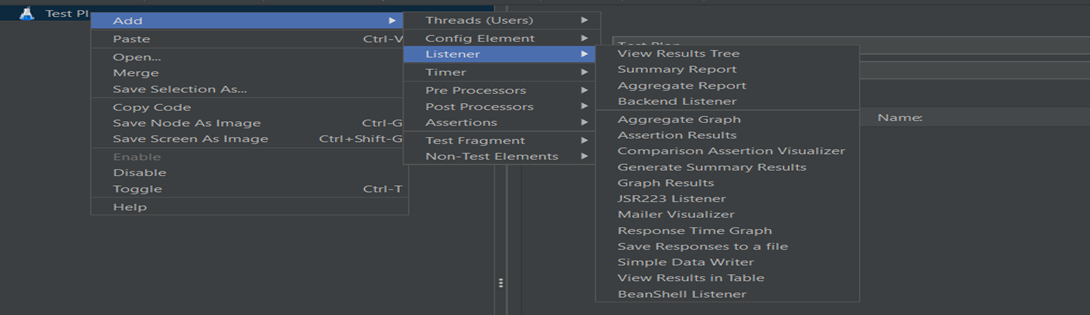 Test Pl
Add
Paste Ctrl-V
Open...
Merge
Save Selection As...
Copy Code
Save Node As Image Ctrl-G
Save Screen As Image Ctrl+Shift-G
Enable
Disable
Toggle Ctrl-T
Help
Threads (Users)
Config Element
Listener
Timer
Pre Processors
Post Processors
Assertions
Test Fragment
Non-Test Elements
View Results Tree
Summary Report
Aggregate Report
Backend Listener
Aggregate Graph
Assertion Results
Comparison Assertion Visualizer
Generate Summary Results
Graph Results
JSR223 Listener
Mailer Visualizer
Response Time Graph
Save Responses to a file
Simple Data Writer
View Results in Table
BeanShell Listener
Name: